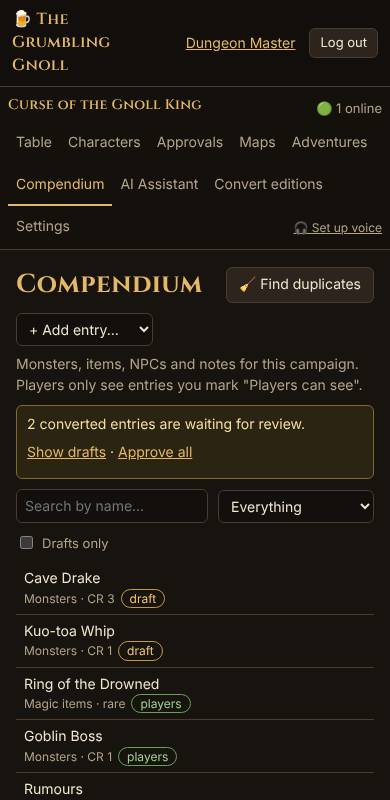 🍺 The
Grumbling
Gnoll
Dungeon Master
Log out
Curse of the Gnoll King
🟢 1 online
Table Characters Approvals Maps Adventures
Compendium AI Assistant Convert editions
Settings
🎧 Set up voice
Compendium
🧹 Find duplicates
+ Add entry...
Monsters, items, NPCs and notes for this campaign.
Players only see entries you mark "Players can see".
2 converted entries are waiting for review.
Show drafts · Approve all
Search by name...
Everything
Drafts only
Cave Drake
Monsters · CR 3 draft
Kuo-toa Whip
Monsters · CR 1 draft
Ring of the Drowned
Magic items · rare players
Goblin Boss
Monsters · CR 1 players
Rumours